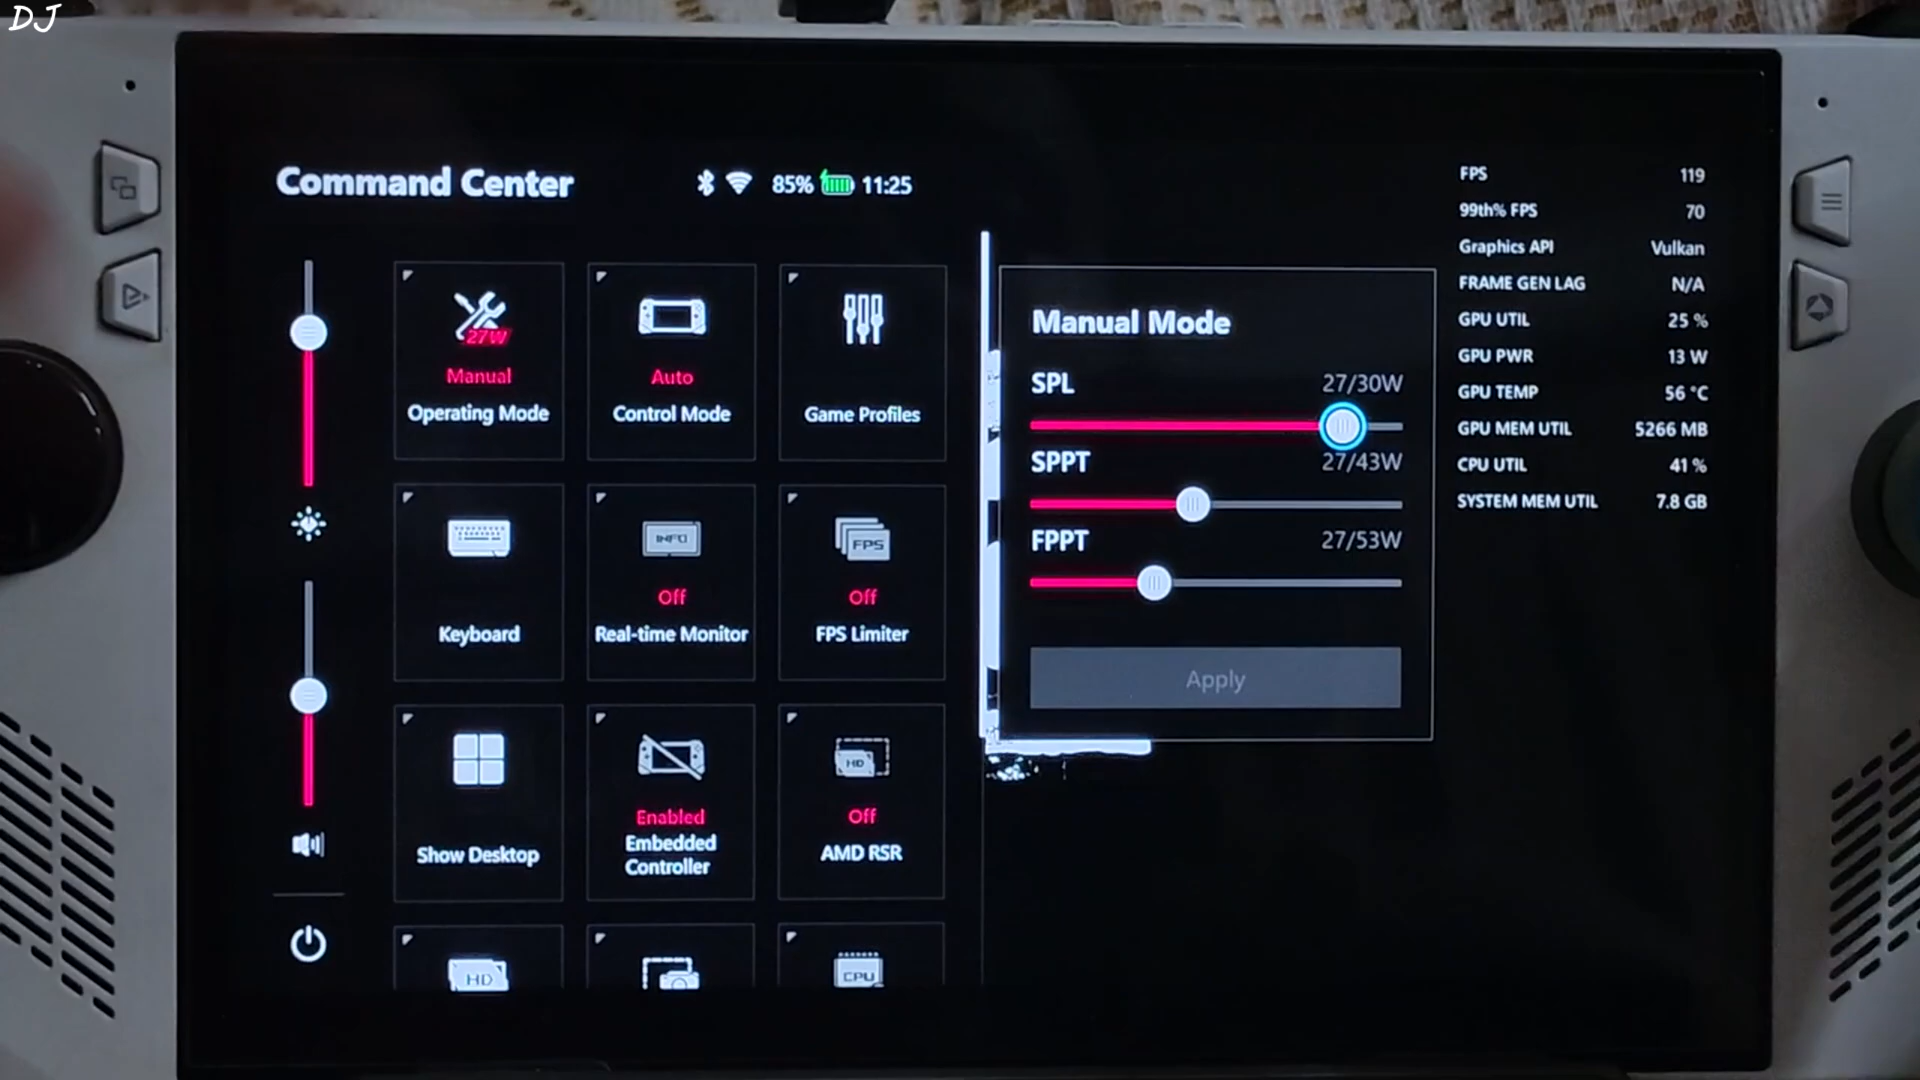 DJ
Command Center
85%
11:25
27W
Manual
Operating Mode
Auto
Control Mode
Game Profiles
Keyboard
INFO
Off
Real-time Monitor
FPS
Off
FPS Limiter
Show Desktop
Enabled
Embedded
Controller
HD
Off
AMD RSR
HD
CPU
Manual Mode
SPL 27/30W
SPPT 27/43W
FPPT 27/53W
Apply
FPS 119
99th% FPS 70
Graphics API Vulkan
FRAME GEN LAG N/A
GPU UTIL 25 %
GPU PWR 13 W
GPU TEMP 56 °C
GPU MEM UTIL 5266 MB
CPU UTIL 41 %
SYSTEM MEM UTIL 7.8 GB